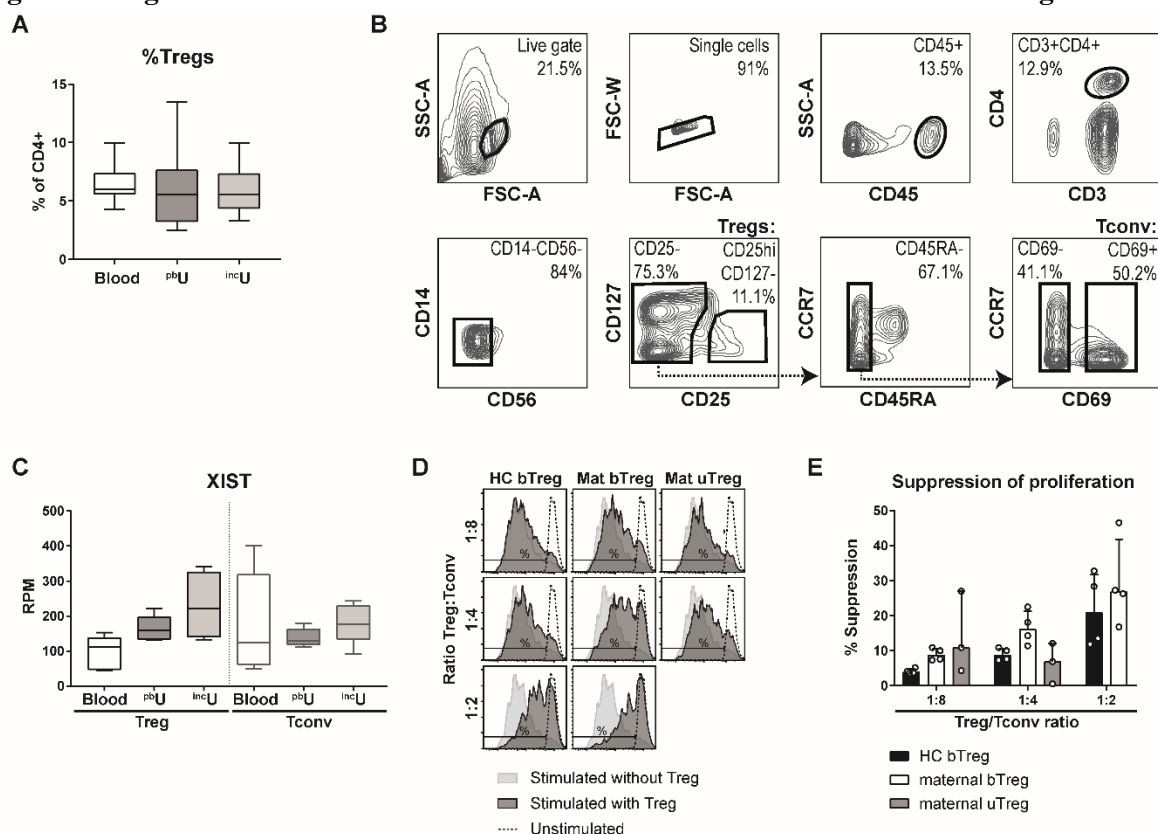 A
%Tregs
% of CD4+
15
10
5
0
Blood
pbU
incU
B
Live gate
21.5%
SSC-A
FSC-A
Single cells
91%
FSC-W
FSC-A
CD45+
13.5%
SSC-A
CD45
CD3+CD4+
12.9%
CD4
CD3
CD14-CD56-
84%
CD14
CD56
Tregs:
CD25-
75.3%
CD25hi
CD127-
11.1%
CD127
CD25
CD45RA-
67.1%
CCR7
CD45RA
Tconv:
CD69-
41.1%
CD69+
50.2%
CCR7
CD69
C
XIST
RPM
500
400
300
200
100
0
Blood pbU incU Blood pbU incU
Treg Tconv
D
HC bTreg Mat bTreg Mat uTreg
Ratio Treg:Tconv
1:8
% % %
1:4
% % %
1:2
% %
Stimulated without Treg
Stimulated with Treg
Unstimulated
E
Suppression of proliferation
% Suppression
50
40
30
20
10
0
1:8 1:4 1:2
Treg/Tconv ratio
HC bTreg
maternal bTreg
maternal uTreg